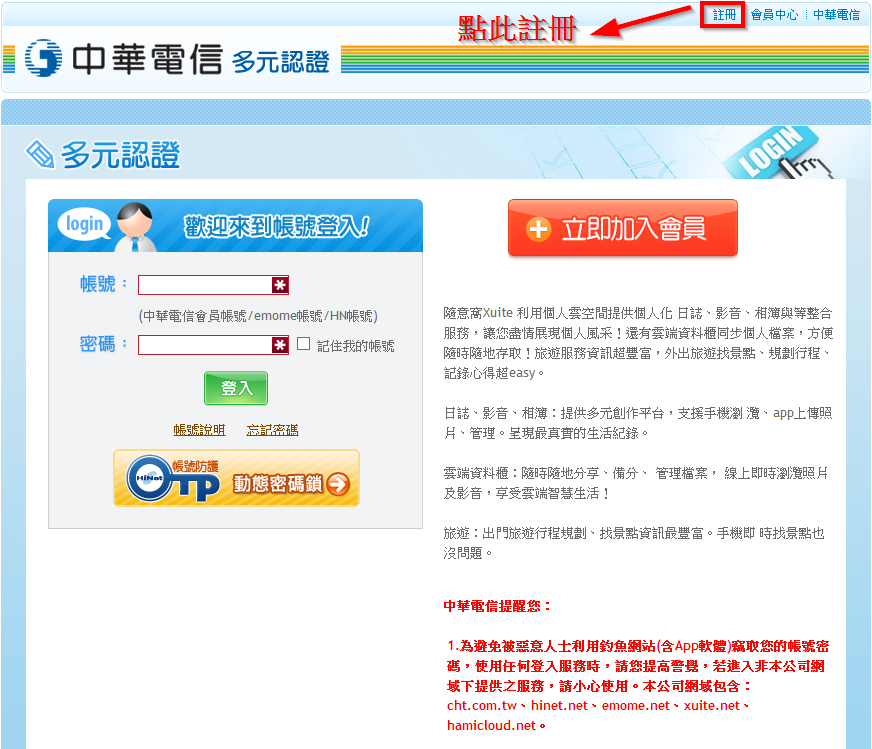 點此註冊
註冊 會員中心 中華電信
中華電信 多元認證
多元認證
LOGIN
login 歡迎來到帳號登入!
帳號：
(中華電信會員帳號/emome帳號/HN帳號)
密碼： 記住我的帳號
登入
帳號說明 忘記密碼
HiNet 帳號防護
OTP 動態密碼鎖
立即加入會員
隨意窩Xuite 利用個人雲空間提供個人化 日誌、影音、相簿與等整合
服務，讓您盡情展現個人風采！還有雲端資料櫃同步個人檔案，方便
隨時隨地存取！旅遊服務資訊超豐富，外出旅遊找景點、規劃行程、
記錄心得超easy。
日誌、影音、相簿：提供多元創作平台，支援手機瀏 灠、app上傳照
片、管理。呈現最真實的生活紀錄。
雲端資料櫃：隨時隨地分享、備分、 管理檔案， 線上即時瀏灠照片
及影音，享受雲端智慧生活！
旅遊：出門旅遊行程規劃、找景點資訊最豐富。手機即 時找景點也
沒問題。
中華電信提醒您：
1.為避免被惡意人士利用釣魚網站(含App軟體)竊取您的帳號密
碼，使用任何登入服務時，請您提高警覺，若進入非本公司網
域下提供之服務，請小心使用。本公司網域包含：
cht.com.tw、hinet.net、emome.net、xuite.net、
hamicloud.net。